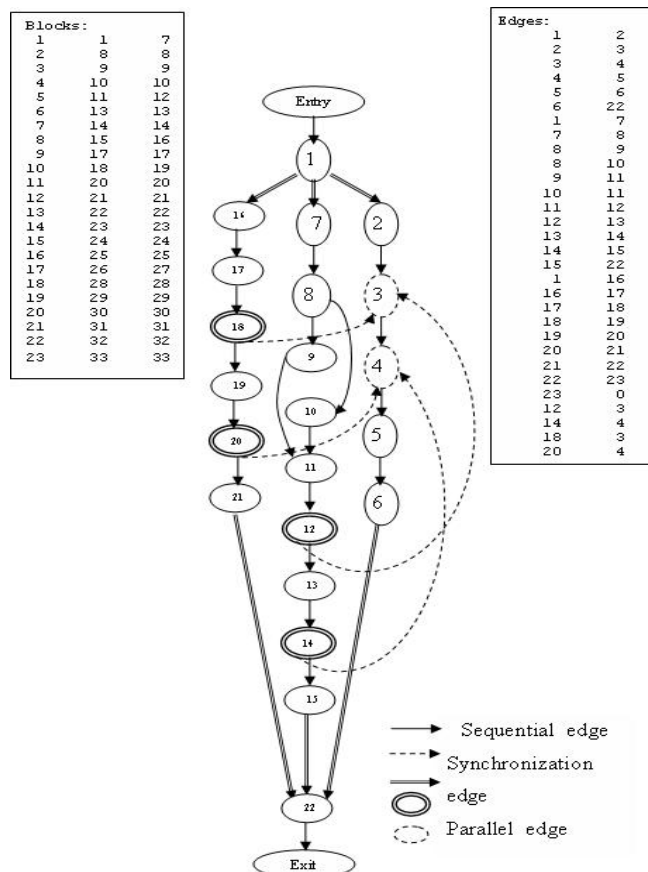 Blocks:
1 1 7
2 8 8
3 9 9
4 10 10
5 11 12
6 13 13
7 14 14
8 15 16
9 17 17
10 18 19
11 20 20
12 21 21
13 22 22
14 23 23
15 24 24
16 25 25
17 26 27
18 28 28
19 29 29
20 30 30
21 31 31
22 32 32
23 33 33
Edges:
1 2
2 3
3 4
4 5
5 6
6 22
1 7
7 8
8 9
8 10
9 11
10 11
11 12
12 13
13 14
14 15
15 22
1 16
16 17
17 18
18 19
19 20
20 21
21 22
22 23
23 0
12 3
14 4
18 3
20 4
Entry
1
16
7
2
17
8
3
18
9
4
19
10
5
20
11
21
6
12
13
14
15
22
Exit
Sequential edge
Synchronization
edge
Parallel edge